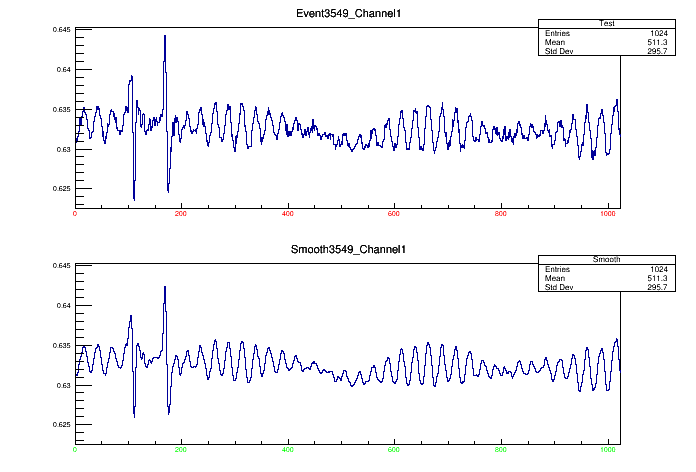 Event3549_Channel1
Test
Entries 1024
Mean 511.3
Std Dev 295.7
0.645
0.64
0.635
0.63
0.625
0 200 400 600 800 1000
Smooth3549_Channel1
Smooth
Entries 1024
Mean 511.3
Std Dev 295.7
0.645
0.64
0.635
0.63
0.625
0 200 400 600 800 1000